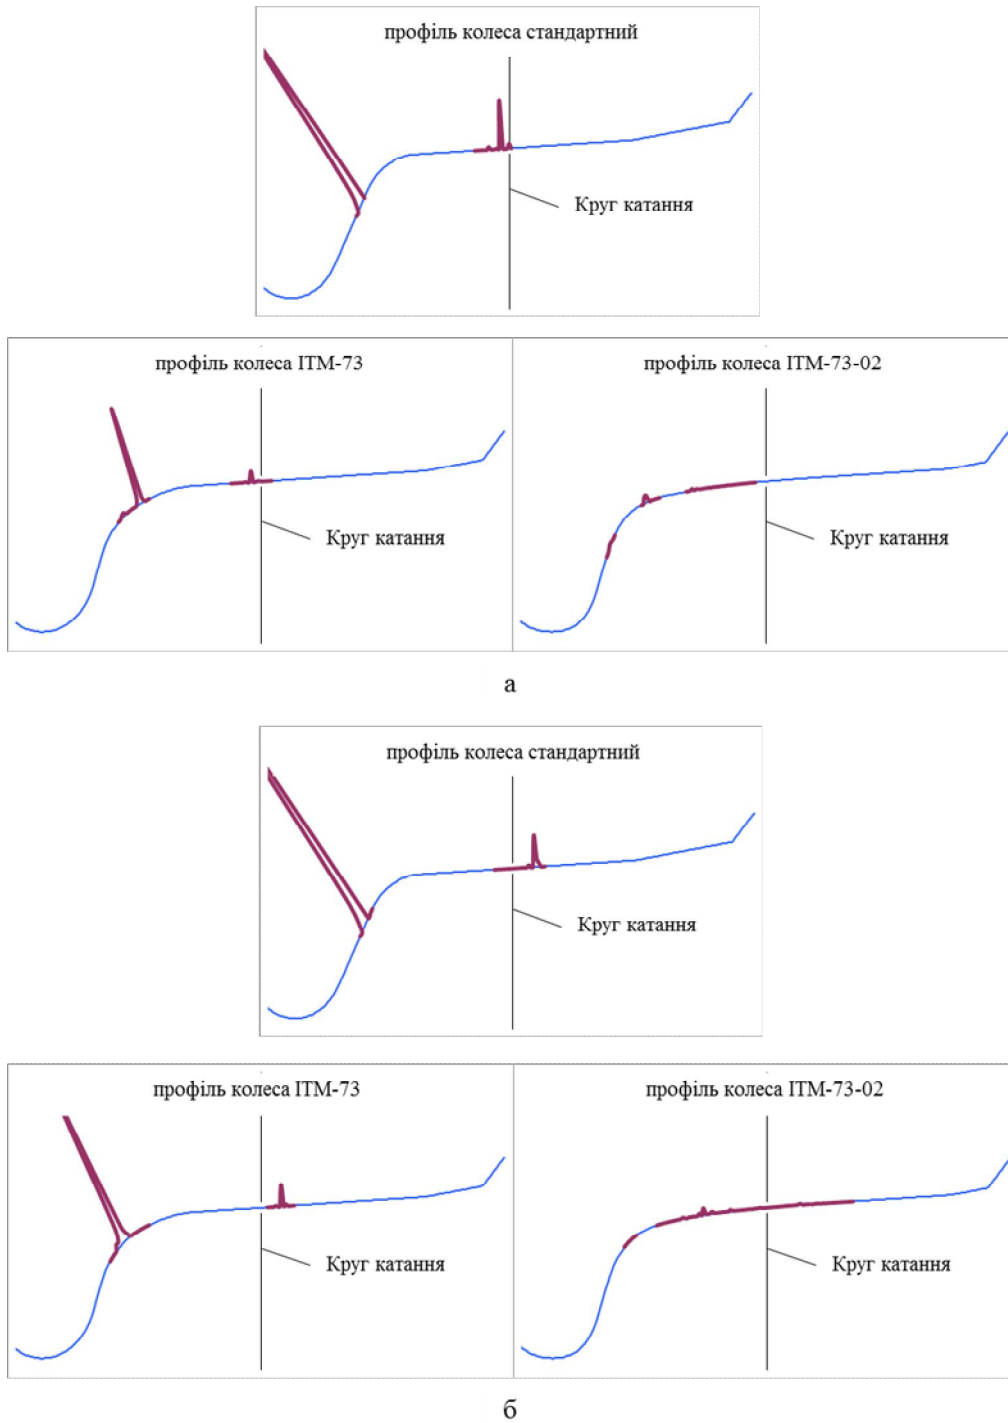 профіль колеса стандартний
Круг катання
профіль колеса ІТМ-73
Круг катання
профіль колеса ІТМ-73-02
Круг катання
а
профіль колеса стандартний
Круг катання
профіль колеса ІТМ-73
Круг катання
профіль колеса ІТМ-73-02
Круг катання
б